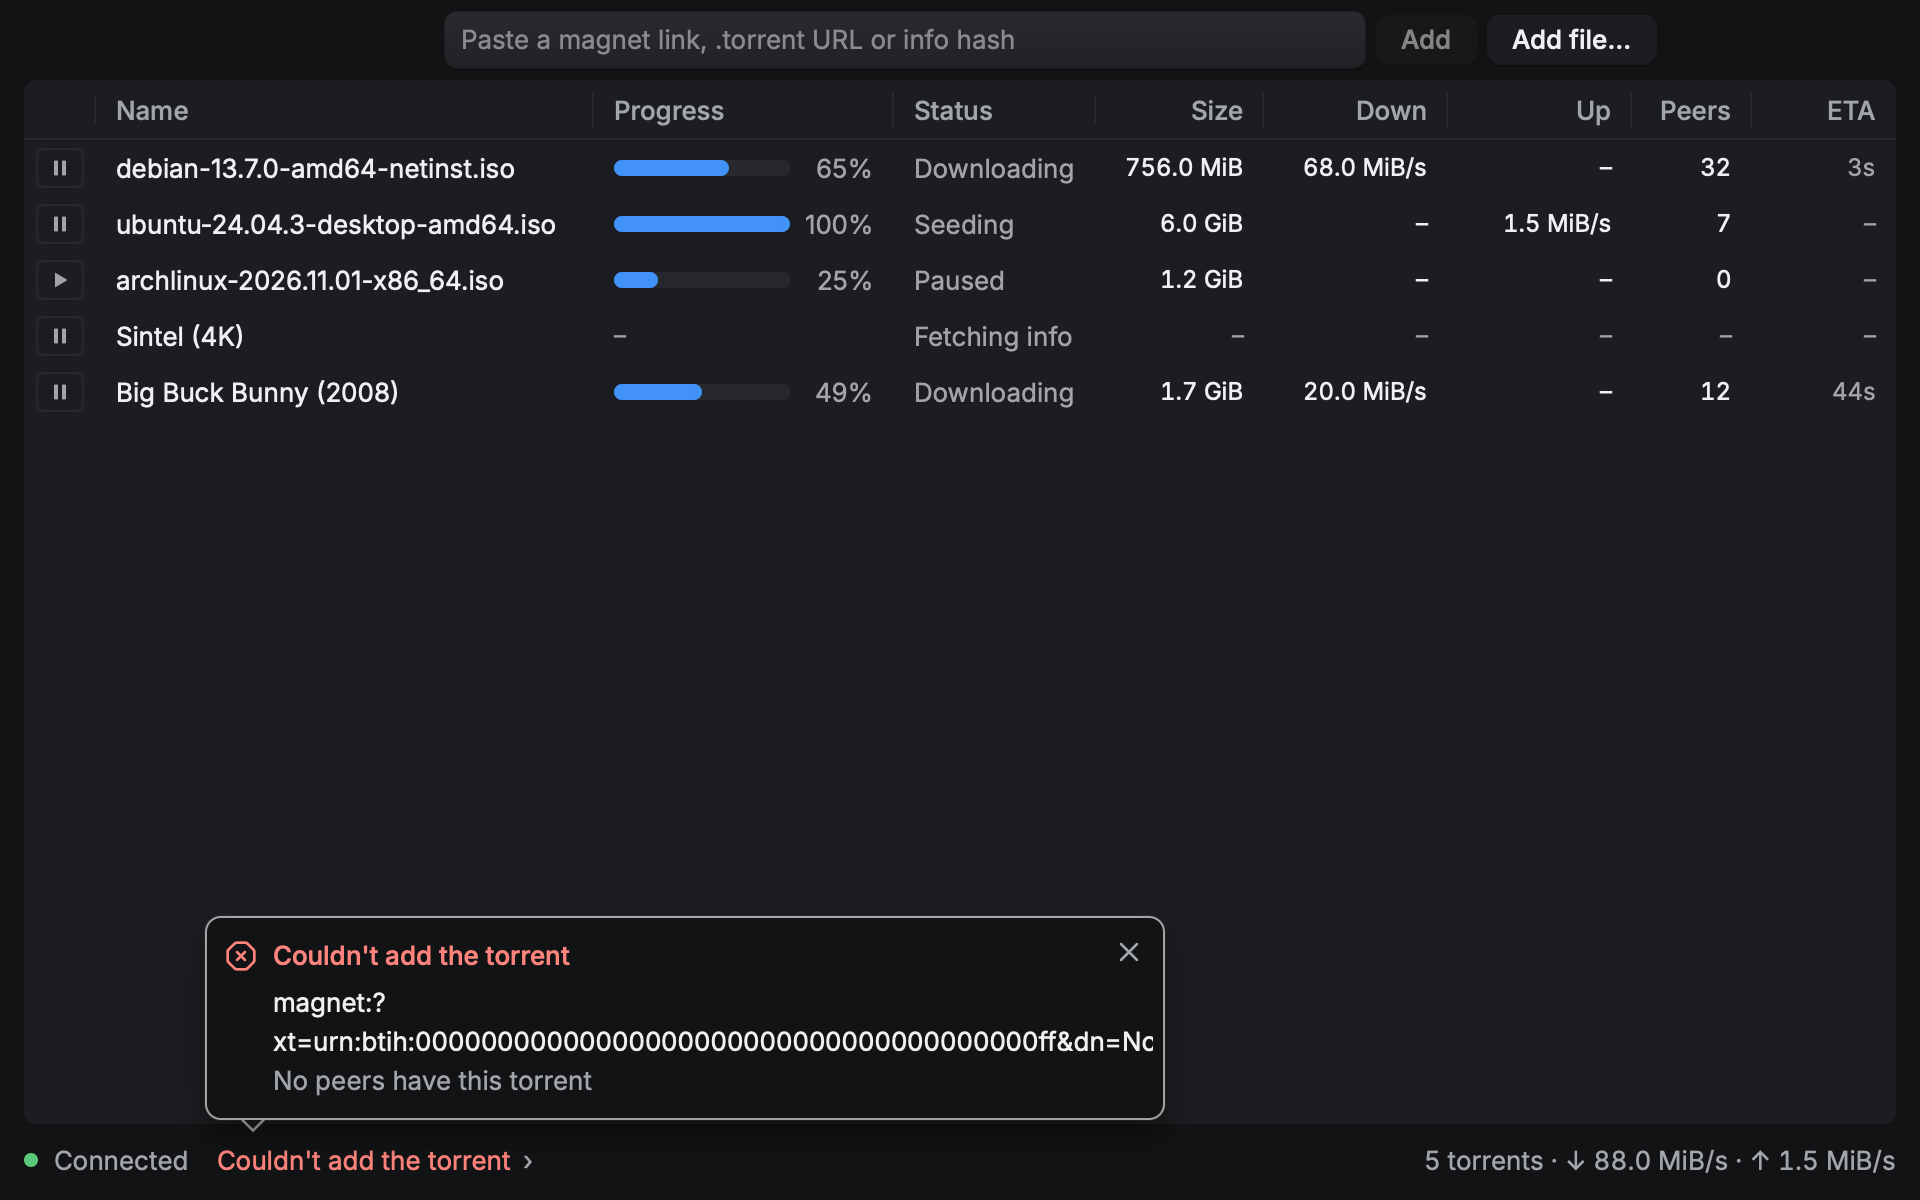 Paste a magnet link, .torrent URL or info hash
Add
Add file...
Name Progress Status Size Down Up Peers ETA
debian-13.7.0-amd64-netinst.iso 65% Downloading 756.0 MiB 68.0 MiB/s – 32 3s
ubuntu-24.04.3-desktop-amd64.iso 100% Seeding 6.0 GiB – 1.5 MiB/s 7 –
archlinux-2026.11.01-x86_64.iso 25% Paused 1.2 GiB – – 0 –
Sintel (4K) – Fetching info – – – – –
Big Buck Bunny (2008) 49% Downloading 1.7 GiB 20.0 MiB/s – 12 44s
Couldn't add the torrent
magnet:?
xt=urn:btih:00000000000000000000000000000000000000ff&dn=No
No peers have this torrent
Connected Couldn't add the torrent ›
5 torrents · ↓ 88.0 MiB/s · ↑ 1.5 MiB/s